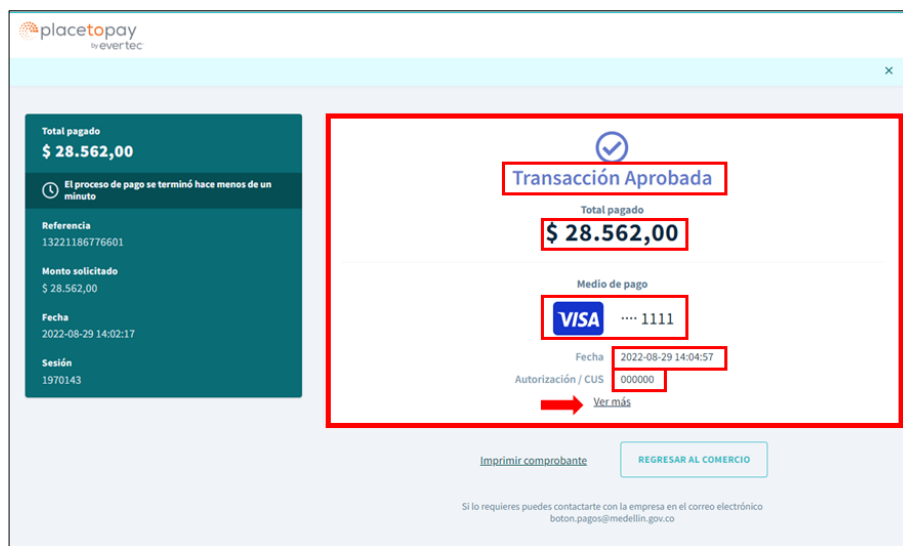 placetopay
by evertec
×
Total pagado
$ 28.562,00
El proceso de pago se terminó hace menos de un
minuto
Referencia
13221186776601
Monto solicitado
$ 28.562,00
Fecha
2022-08-29 14:02:17
Sesión
1970143
Transacción Aprobada
Total pagado
$ 28.562,00
Medio de pago
VISA ···· 1111
Fecha 2022-08-29 14:04:57
Autorización / CUS 000000
Ver más
Imprimir comprobante REGRESAR AL COMERCIO
Si lo requieres puedes contactarte con la empresa en el correo electrónico
boton.pagos@medellin.gov.co